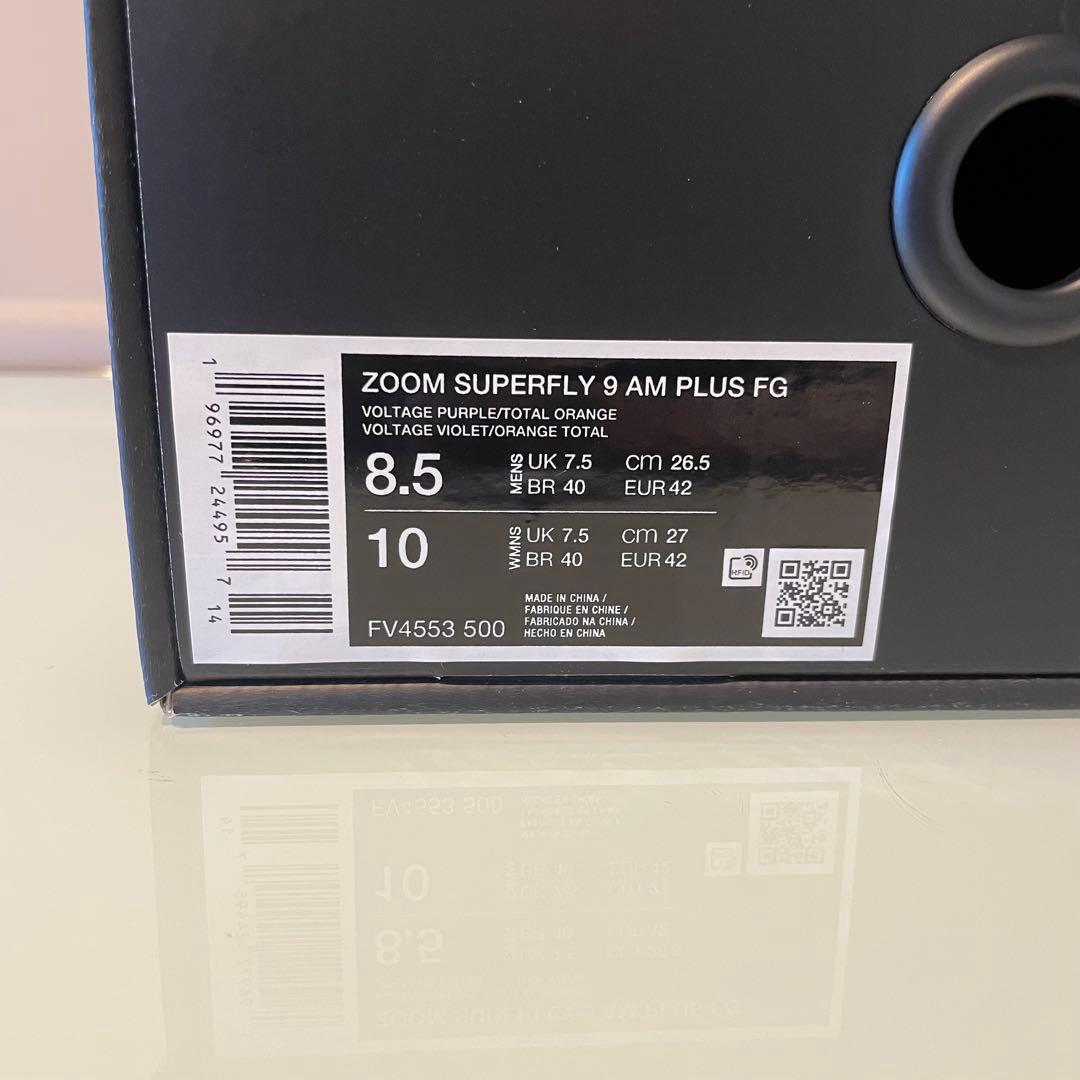 ZOOM SUPERFLY 9 AM PLUS FG
VOLTAGE PURPLE/TOTAL ORANGE
VOLTAGE VIOLET/ORANGE TOTAL
8.5 MENS UK 7.5 cm 26.5
BR 40 EUR 42
10 WMNS UK 7.5 cm 27
BR 40 EUR 42
RFID
MADE IN CHINA /
FABRIQUE EN CHINE /
FABRICADO NA CHINA /
HECHO EN CHINA
FV4553 500
1 96977 24495 7 14